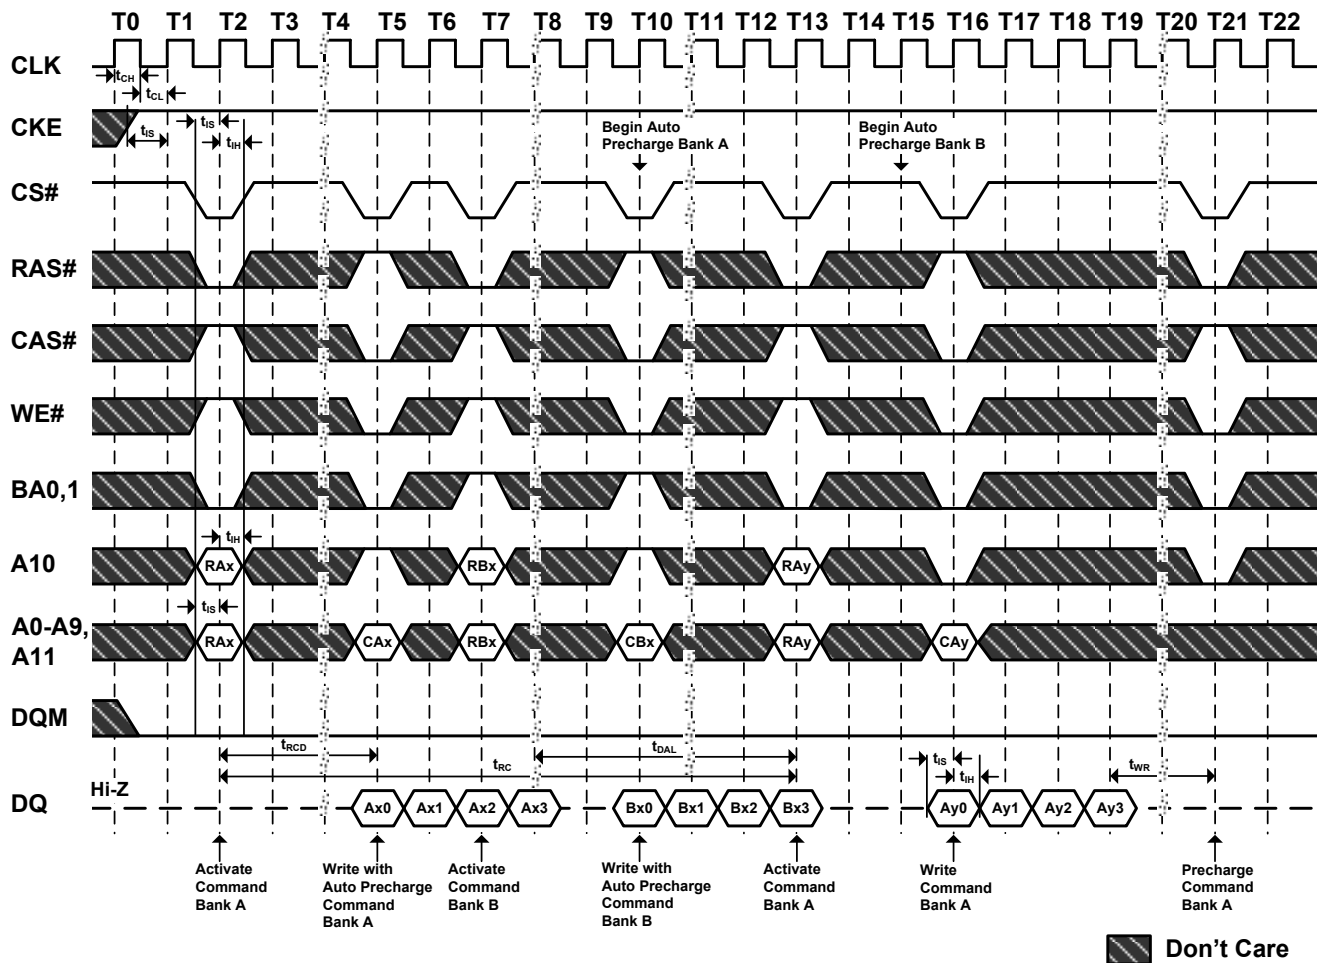 T0 T1 T2 T3 T4 T5 T6 T7 T8 T9 T10 T11 T12 T13 T14 T15 T16 T17 T18 T19 T20 T21 T22
CLK
tCH
tCL
CKE
tIS
tIS
tIH
Begin Auto
Precharge Bank A
Begin Auto
Precharge Bank B
CS#
RAS#
CAS#
WE#
BA0,1
tIH
A10
RAx RBx RAy
tIS
A0-A9,
A11
RAx CAx RBx CBx RAy CAy
DQM
tRCD
tRC
tDAL
tIS
tIH
tWR
Hi-Z
DQ
Ax0 Ax1 Ax2 Ax3 Bx0 Bx1 Bx2 Bx3 Ay0 Ay1 Ay2 Ay3
Activate
Command
Bank A
Write with
Auto Precharge
Command
Bank A
Activate
Command
Bank B
Write with
Auto Precharge
Command
Bank B
Activate
Command
Bank A
Write
Command
Bank A
Precharge
Command
Bank A
Don't Care